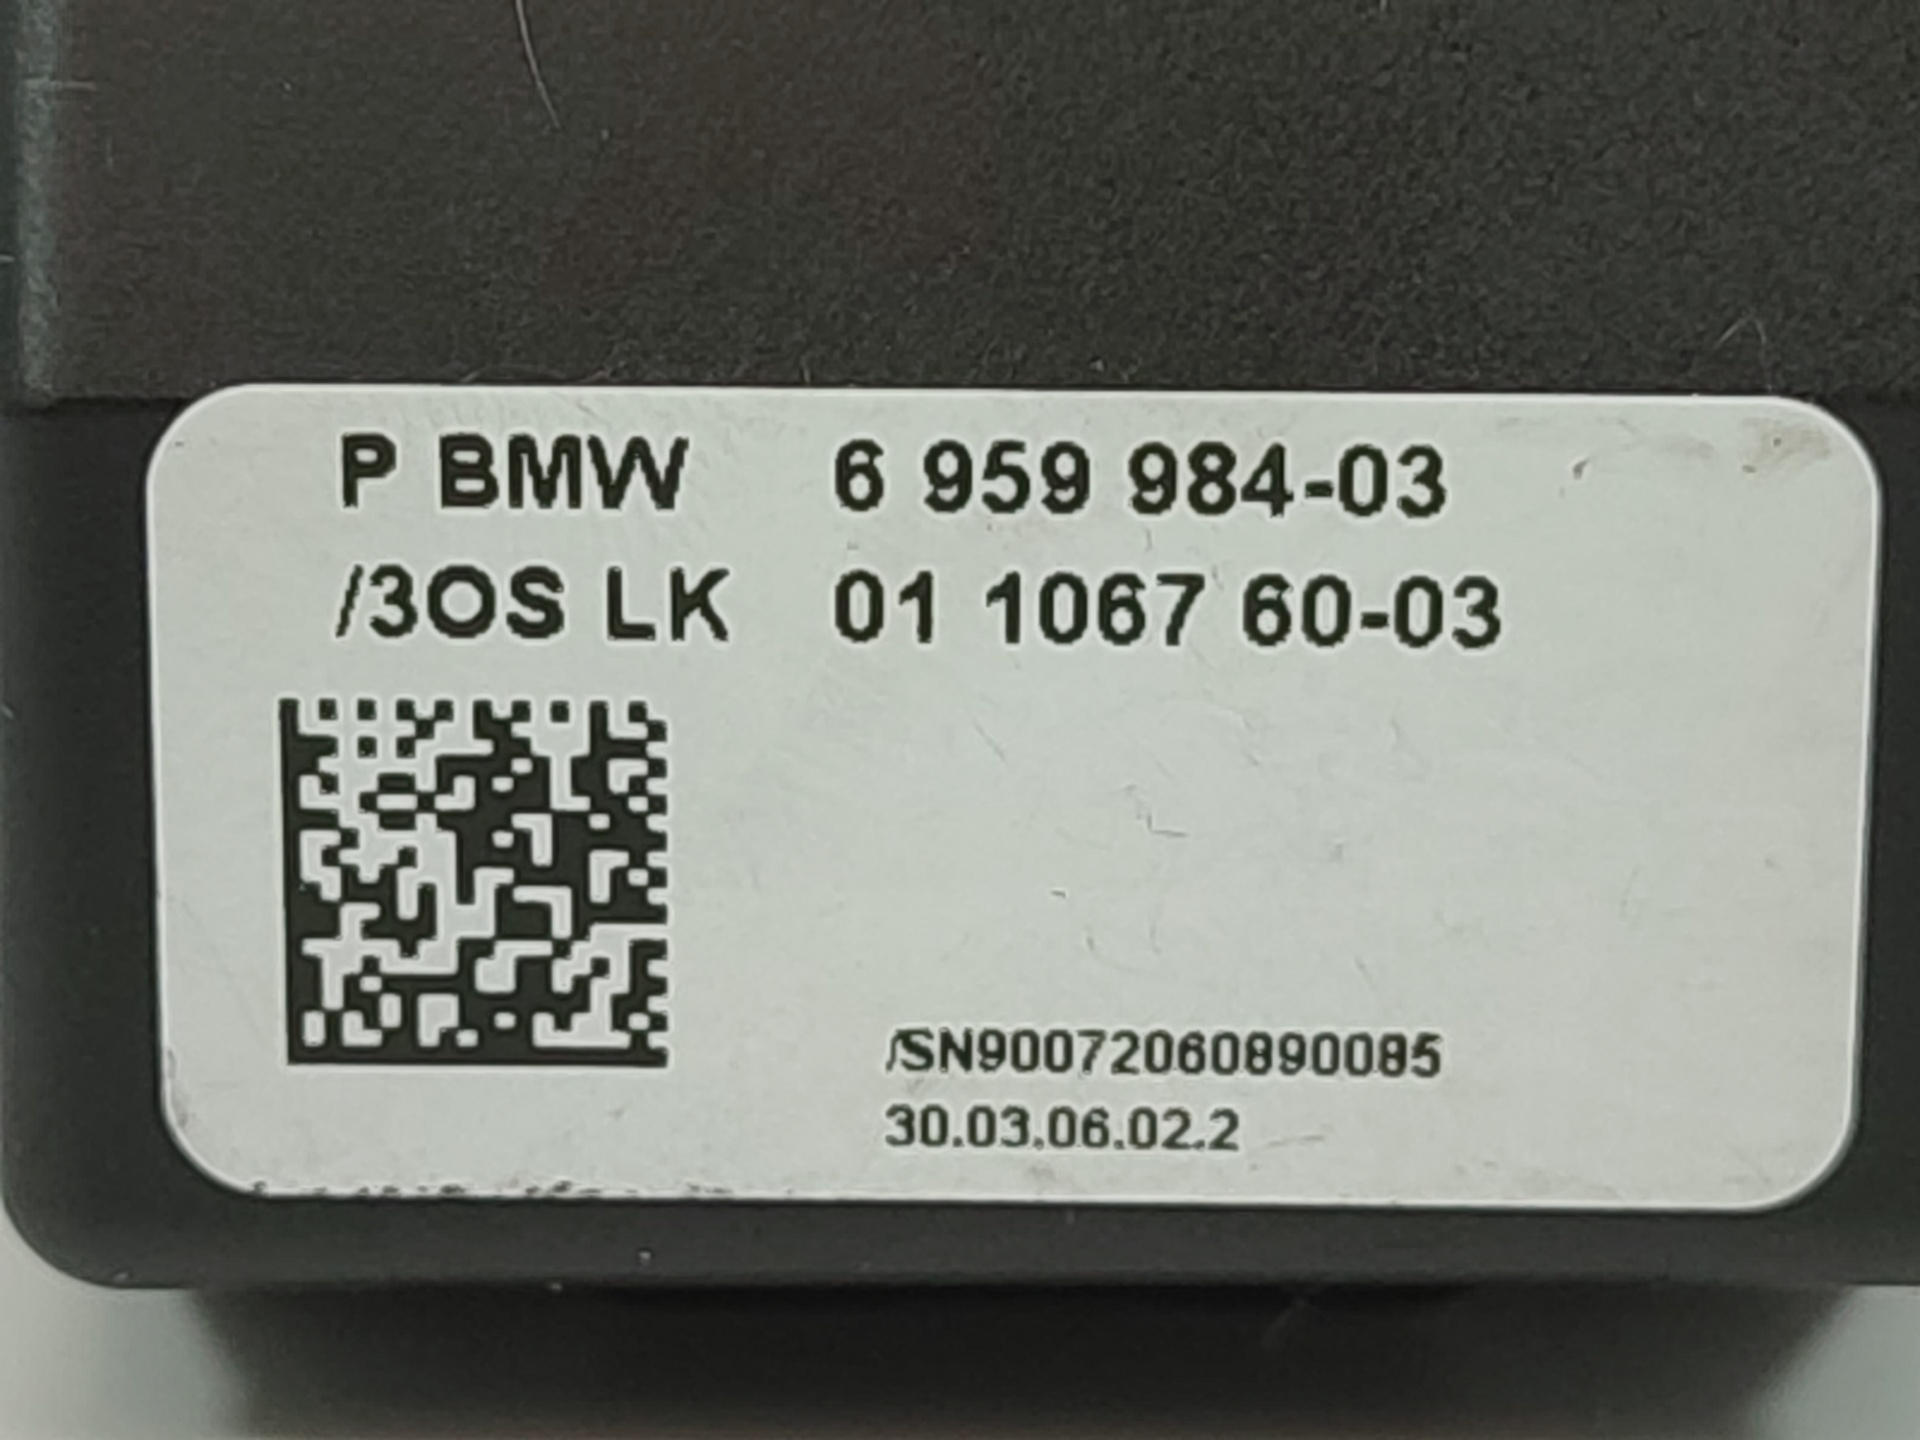 P BMW 6 959 984-03
/3OS LK 01 1067 60-03
/SN90072060890085
30.03.06.02.2